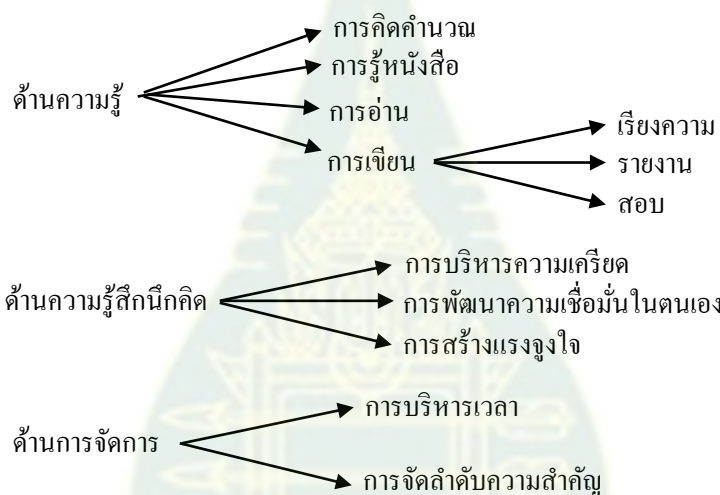 ด้านความรู้
การคิดคำนวณ
การรู้หนังสือ
การอ่าน
การเขียน
เรียงความ
รายงาน
สอบ
ด้านความรู้สึกนึกคิด
การบริหารความเครียด
การพัฒนาความเชื่อมั่นในตนเอง
การสร้างแรงจูงใจ
ด้านการจัดการ
การบริหารเวลา
การจัดลำดับความสำคัญ